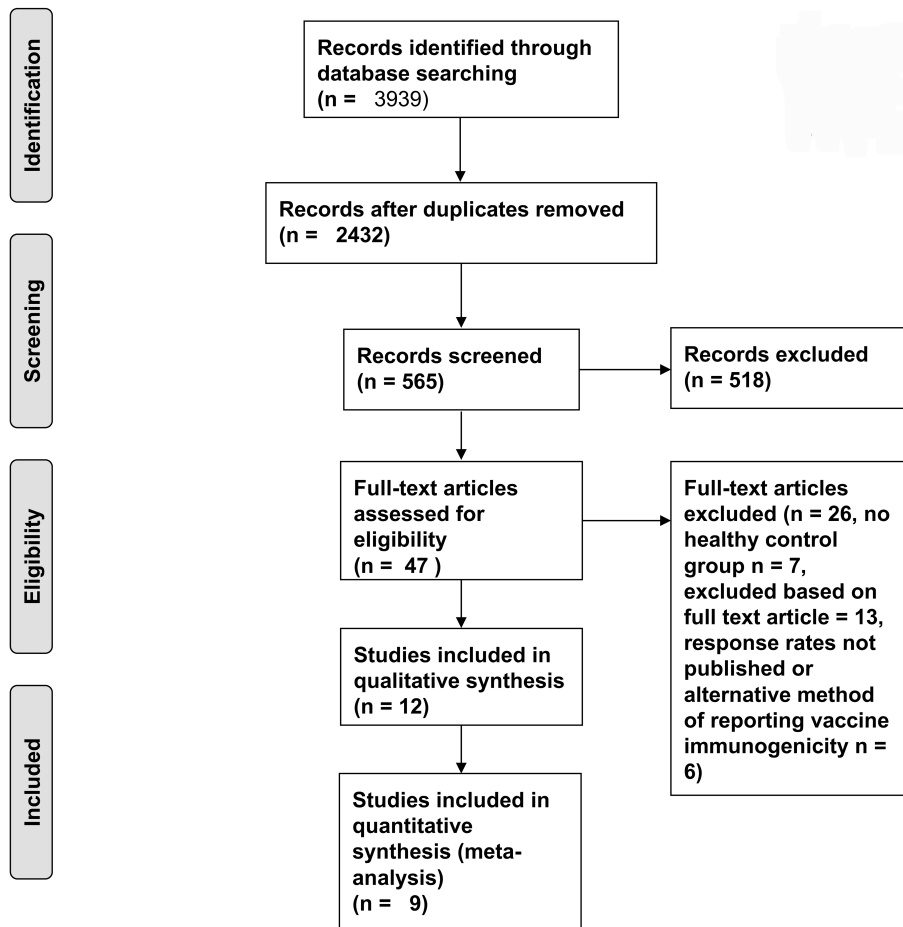 Identification
Records identified through
database searching
(n = 3939)
Records after duplicates removed
(n = 2432)
Screening
Records screened
(n = 565)
Records excluded
(n = 518)
Eligibility
Full-text articles
assessed for
eligibility
(n = 47 )
Full-text articles
excluded (n = 26, no
healthy control
group n = 7,
excluded based on
full text article = 13,
response rates not
published or
alternative method
of reporting vaccine
immunogenicity n =
6)
Studies included in
qualitative synthesis
(n = 12)
Included
Studies included in
quantitative
synthesis (meta-
analysis)
(n = 9)